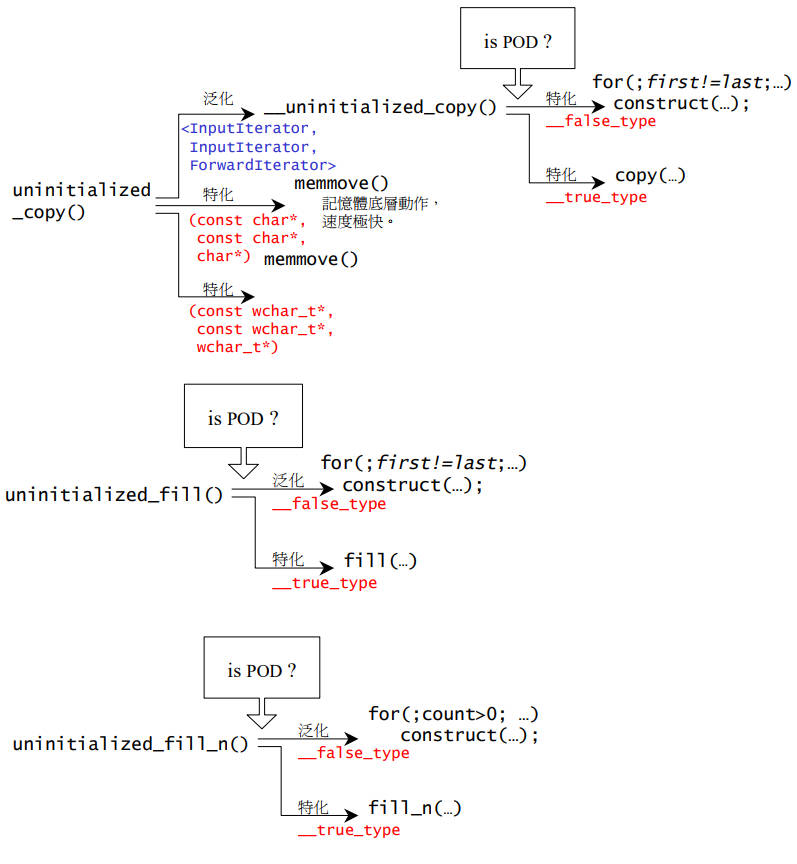 is POD ?
for(;first!=last;…)
泛化
特化
__uninitialized_copy()
construct(…);
__false_type
<InputIterator,
InputIterator,
ForwardIterator>
特化
copy(…)
__true_type
uninitialized
_copy()
特化
memmove()
(const char*,
const char*,
char*)
記憶體底層動作，
速度極快。
memmove()
特化
(const wchar_t*,
const wchar_t*,
wchar_t*)
is POD ?
for(;first!=last;…)
uninitialized_fill()
泛化
construct(…);
__false_type
特化
fill(…)
__true_type
is POD ?
for(;count>0; …)
uninitialized_fill_n()
泛化
construct(…);
__false_type
特化
fill_n(…)
__true_type